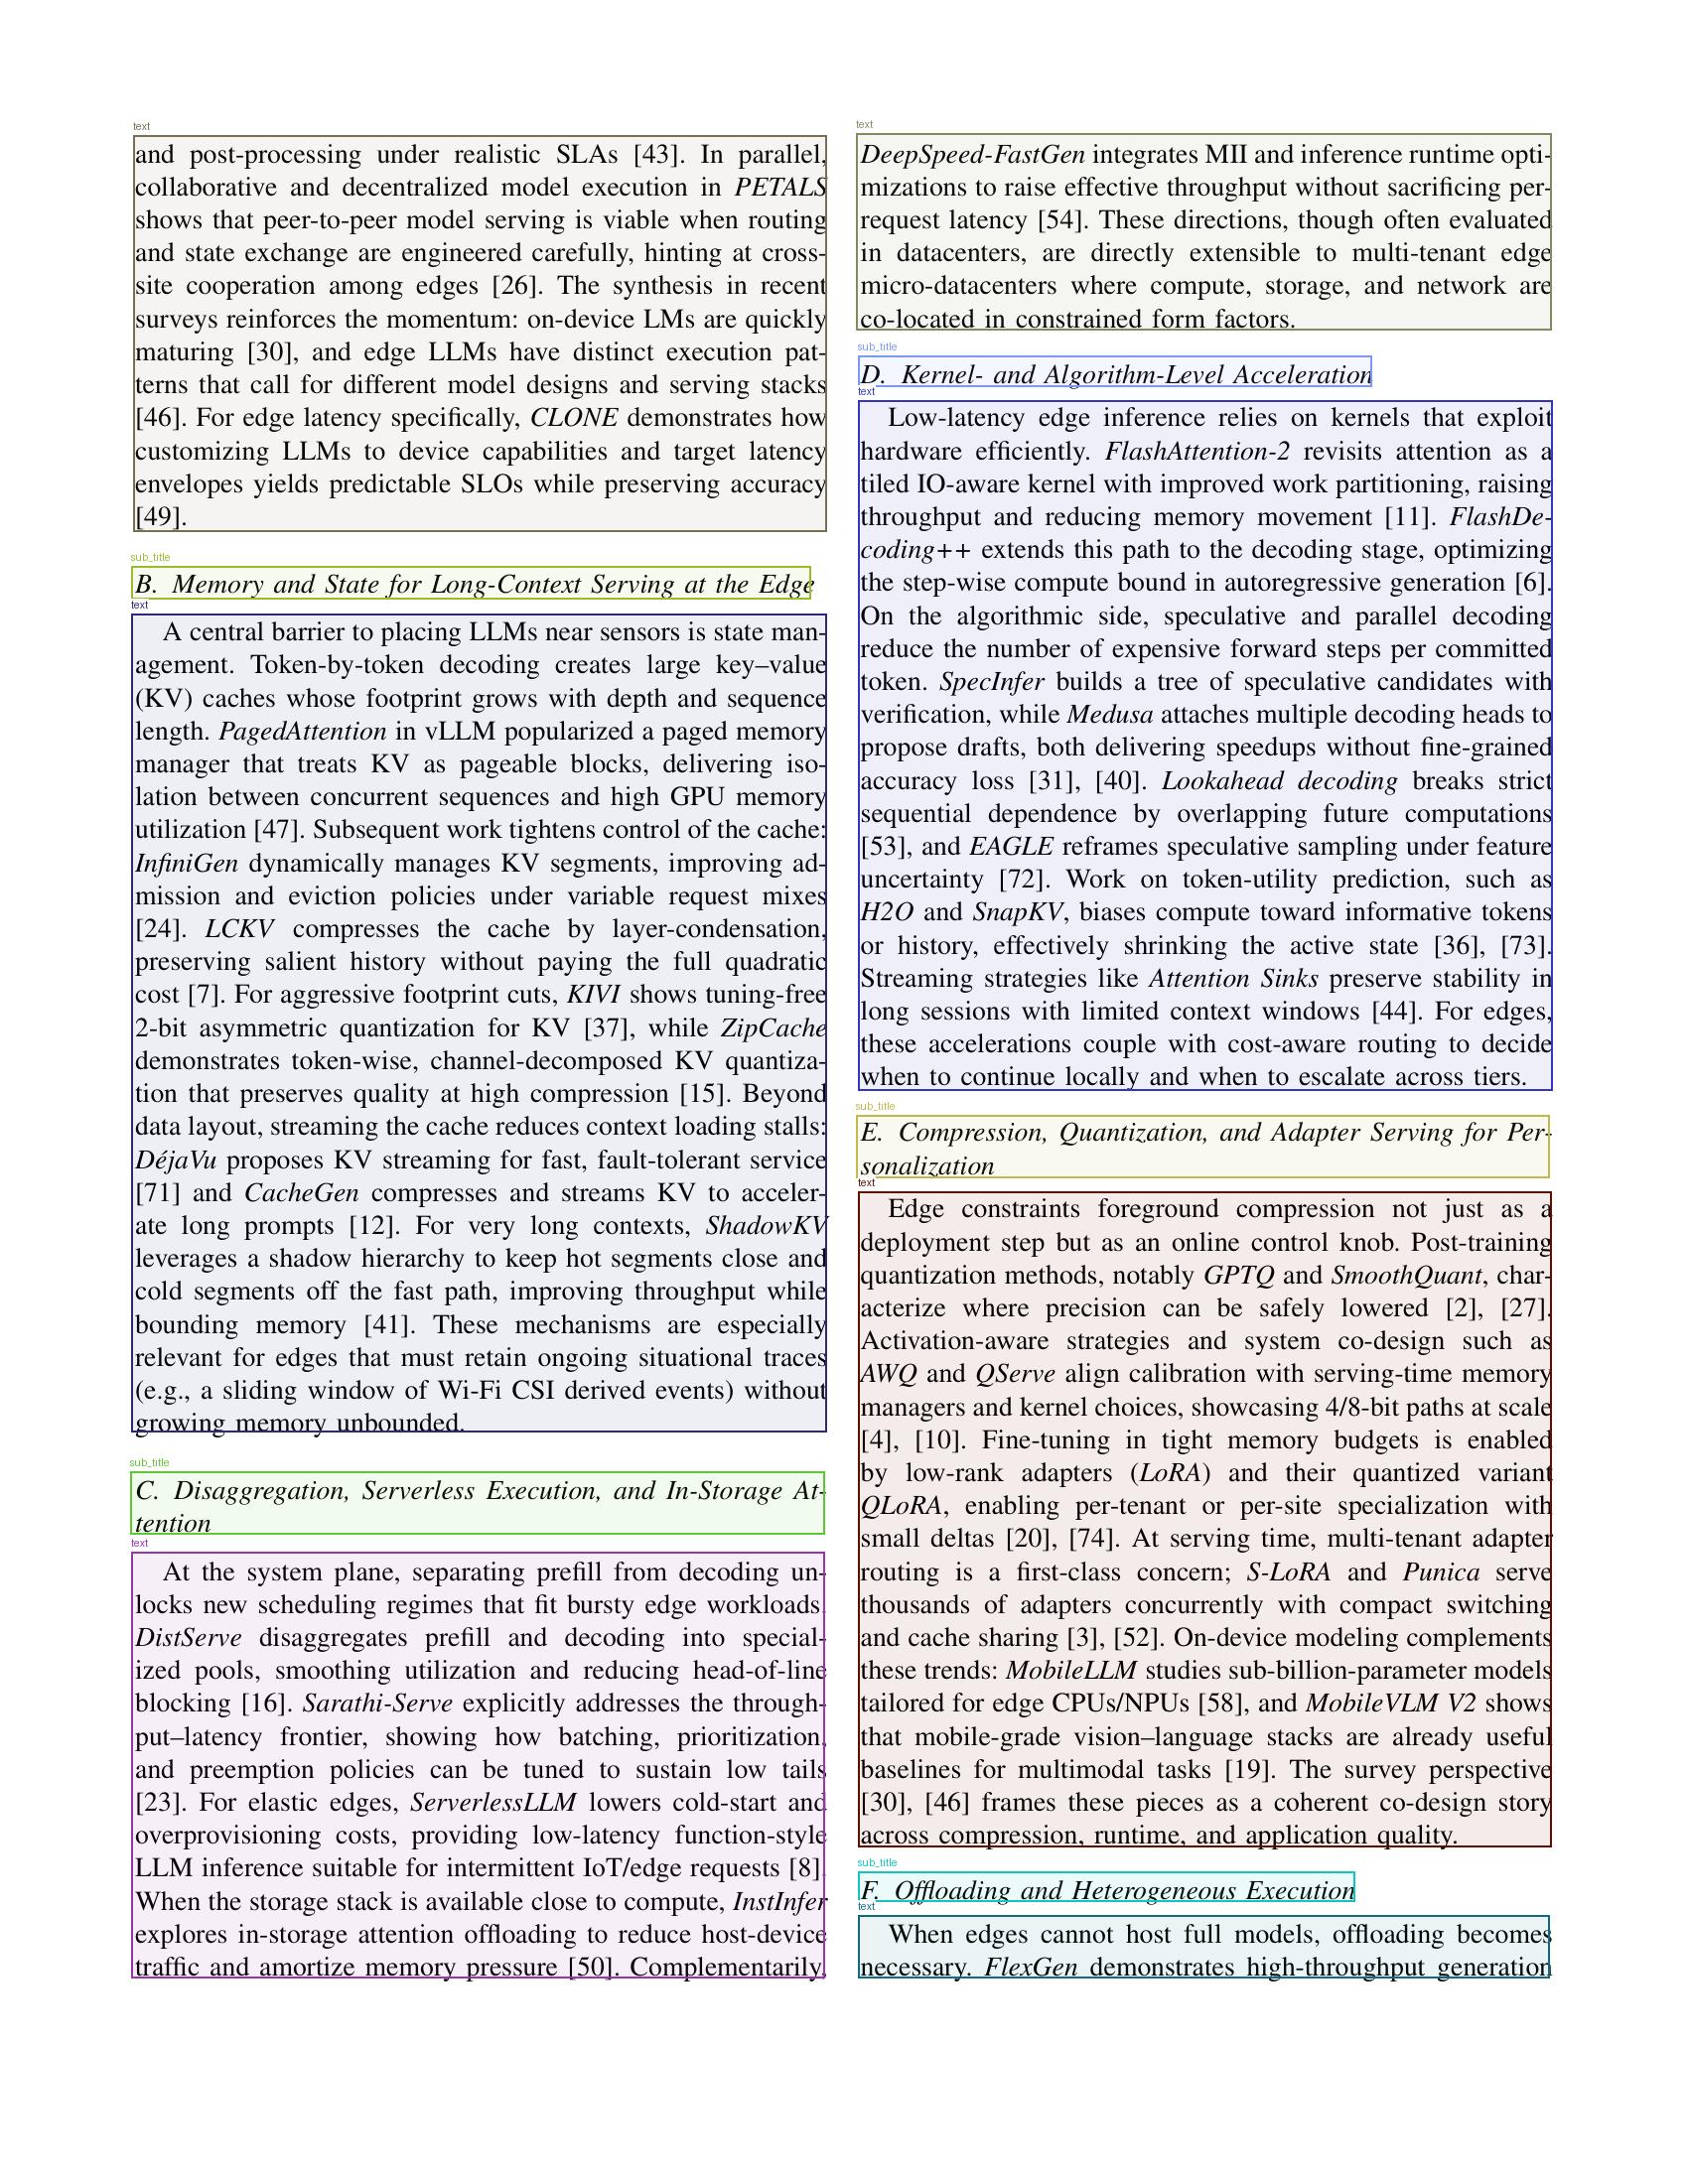 text
and post-processing under realistic SLAs [43]. In parallel,
collaborative and decentralized model execution in PETALS
shows that peer-to-peer model serving is viable when routing
and state exchange are engineered carefully, hinting at cross-
site cooperation among edges [26]. The synthesis in recent
surveys reinforces the momentum: on-device LMs are quickly
maturing [30], and edge LLMs have distinct execution pat-
terns that call for different model designs and serving stacks
[46]. For edge latency specifically, CLONE demonstrates how
customizing LLMs to device capabilities and target latency
envelopes yields predictable SLOs while preserving accuracy
[49].
sub_title
B. Memory and State for Long-Context Serving at the Edge
text
A central barrier to placing LLMs near sensors is state man-
agement. Token-by-token decoding creates large key–value
(KV) caches whose footprint grows with depth and sequence
length. PagedAttention in vLLM popularized a paged memory
manager that treats KV as pageable blocks, delivering iso-
lation between concurrent sequences and high GPU memory
utilization [47]. Subsequent work tightens control of the cache:
InfiniGen dynamically manages KV segments, improving ad-
mission and eviction policies under variable request mixes
[24]. LCKV compresses the cache by layer-condensation,
preserving salient history without paying the full quadratic
cost [7]. For aggressive footprint cuts, KIVI shows tuning-free
2-bit asymmetric quantization for KV [37], while ZipCache
demonstrates token-wise, channel-decomposed KV quantiza-
tion that preserves quality at high compression [15]. Beyond
data layout, streaming the cache reduces context loading stalls:
DéjaVu proposes KV streaming for fast, fault-tolerant service
[71] and CacheGen compresses and streams KV to acceler-
ate long prompts [12]. For very long contexts, ShadowKV
leverages a shadow hierarchy to keep hot segments close and
cold segments off the fast path, improving throughput while
bounding memory [41]. These mechanisms are especially
relevant for edges that must retain ongoing situational traces
(e.g., a sliding window of Wi-Fi CSI derived events) without
growing memory unbounded.
sub_title
C. Disaggregation, Serverless Execution, and In-Storage At-
tention
text
At the system plane, separating prefill from decoding un-
locks new scheduling regimes that fit bursty edge workloads.
DistServe disaggregates prefill and decoding into special-
ized pools, smoothing utilization and reducing head-of-line
blocking [16]. Sarathi-Serve explicitly addresses the through-
put–latency frontier, showing how batching, prioritization,
and preemption policies can be tuned to sustain low tails
[23]. For elastic edges, ServerlessLLM lowers cold-start and
overprovisioning costs, providing low-latency function-style
LLM inference suitable for intermittent IoT/edge requests [8].
When the storage stack is available close to compute, InstInfer
explores in-storage attention offloading to reduce host-device
traffic and amortize memory pressure [50]. Complementarily,
text
DeepSpeed-FastGen integrates MII and inference runtime opti-
mizations to raise effective throughput without sacrificing per-
request latency [54]. These directions, though often evaluated
in datacenters, are directly extensible to multi-tenant edge
micro-datacenters where compute, storage, and network are
co-located in constrained form factors.
sub_title
D. Kernel- and Algorithm-Level Acceleration
text
Low-latency edge inference relies on kernels that exploit
hardware efficiently. FlashAttention-2 revisits attention as a
tiled IO-aware kernel with improved work partitioning, raising
throughput and reducing memory movement [11]. FlashDe-
coding++ extends this path to the decoding stage, optimizing
the step-wise compute bound in autoregressive generation [6].
On the algorithmic side, speculative and parallel decoding
reduce the number of expensive forward steps per committed
token. SpecInfer builds a tree of speculative candidates with
verification, while Medusa attaches multiple decoding heads to
propose drafts, both delivering speedups without fine-grained
accuracy loss [31], [40]. Lookahead decoding breaks strict
sequential dependence by overlapping future computations
[53], and EAGLE reframes speculative sampling under feature
uncertainty [72]. Work on token-utility prediction, such as
H2O and SnapKV, biases compute toward informative tokens
or history, effectively shrinking the active state [36], [73].
Streaming strategies like Attention Sinks preserve stability in
long sessions with limited context windows [44]. For edges,
these accelerations couple with cost-aware routing to decide
when to continue locally and when to escalate across tiers.
sub_title
E. Compression, Quantization, and Adapter Serving for Per-
sonalization
text
Edge constraints foreground compression not just as a
deployment step but as an online control knob. Post-training
quantization methods, notably GPTQ and SmoothQuant, char-
acterize where precision can be safely lowered [2], [27].
Activation-aware strategies and system co-design such as
AWQ and QServe align calibration with serving-time memory
managers and kernel choices, showcasing 4/8-bit paths at scale
[4], [10]. Fine-tuning in tight memory budgets is enabled
by low-rank adapters (LoRA) and their quantized variant
QLoRA, enabling per-tenant or per-site specialization with
small deltas [20], [74]. At serving time, multi-tenant adapter
routing is a first-class concern; S-LoRA and Punica serve
thousands of adapters concurrently with compact switching
and cache sharing [3], [52]. On-device modeling complements
these trends: MobileLLM studies sub-billion-parameter models
tailored for edge CPUs/NPUs [58], and MobileVLM V2 shows
that mobile-grade vision–language stacks are already useful
baselines for multimodal tasks [19]. The survey perspective
[30], [46] frames these pieces as a coherent co-design story
across compression, runtime, and application quality.
sub_title
F. Offloading and Heterogeneous Execution
text
When edges cannot host full models, offloading becomes
necessary. FlexGen demonstrates high-throughput generation